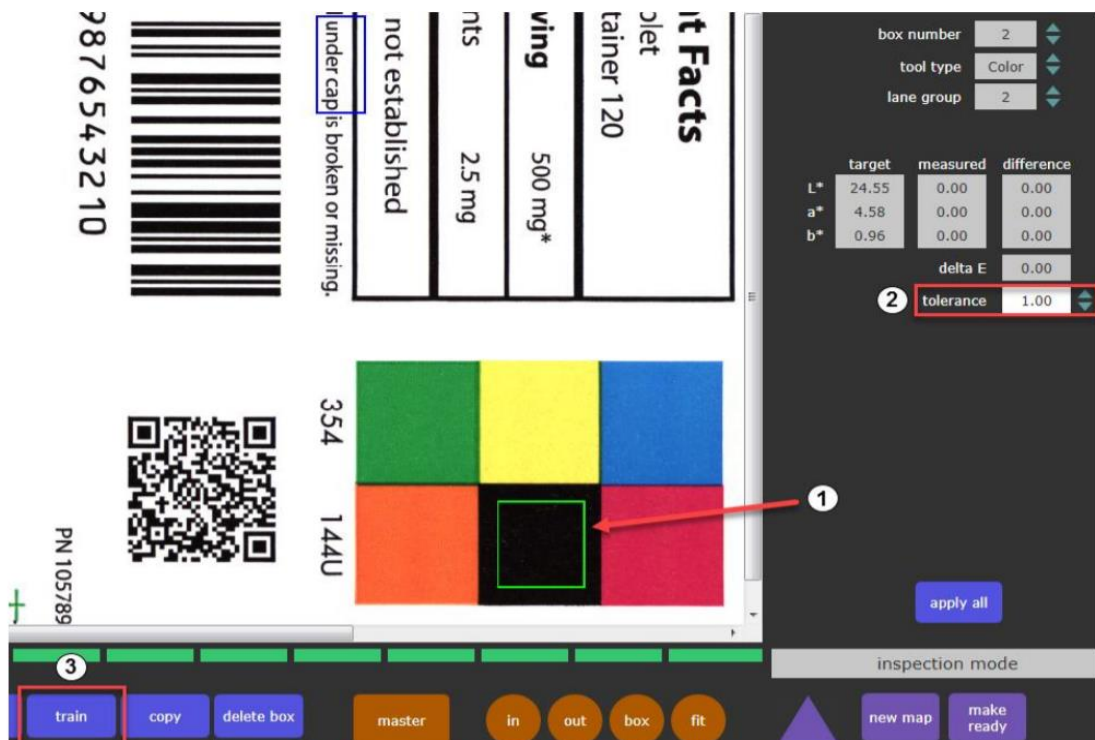 nt Facts
blet
tainer 120
ving 500 mg*
nts 2.5 mg
not established
under cap is broken or missing.
9876543210
354 144U
PN 105789
1
box number 2
tool type Color
lane group 2
target measured difference
L* 24.55 0.00 0.00
a* 4.58 0.00 0.00
b* 0.96 0.00 0.00
delta E 0.00
2 tolerance 1.00
apply all
inspection mode
3
train copy delete box master in out box fit new map make
ready